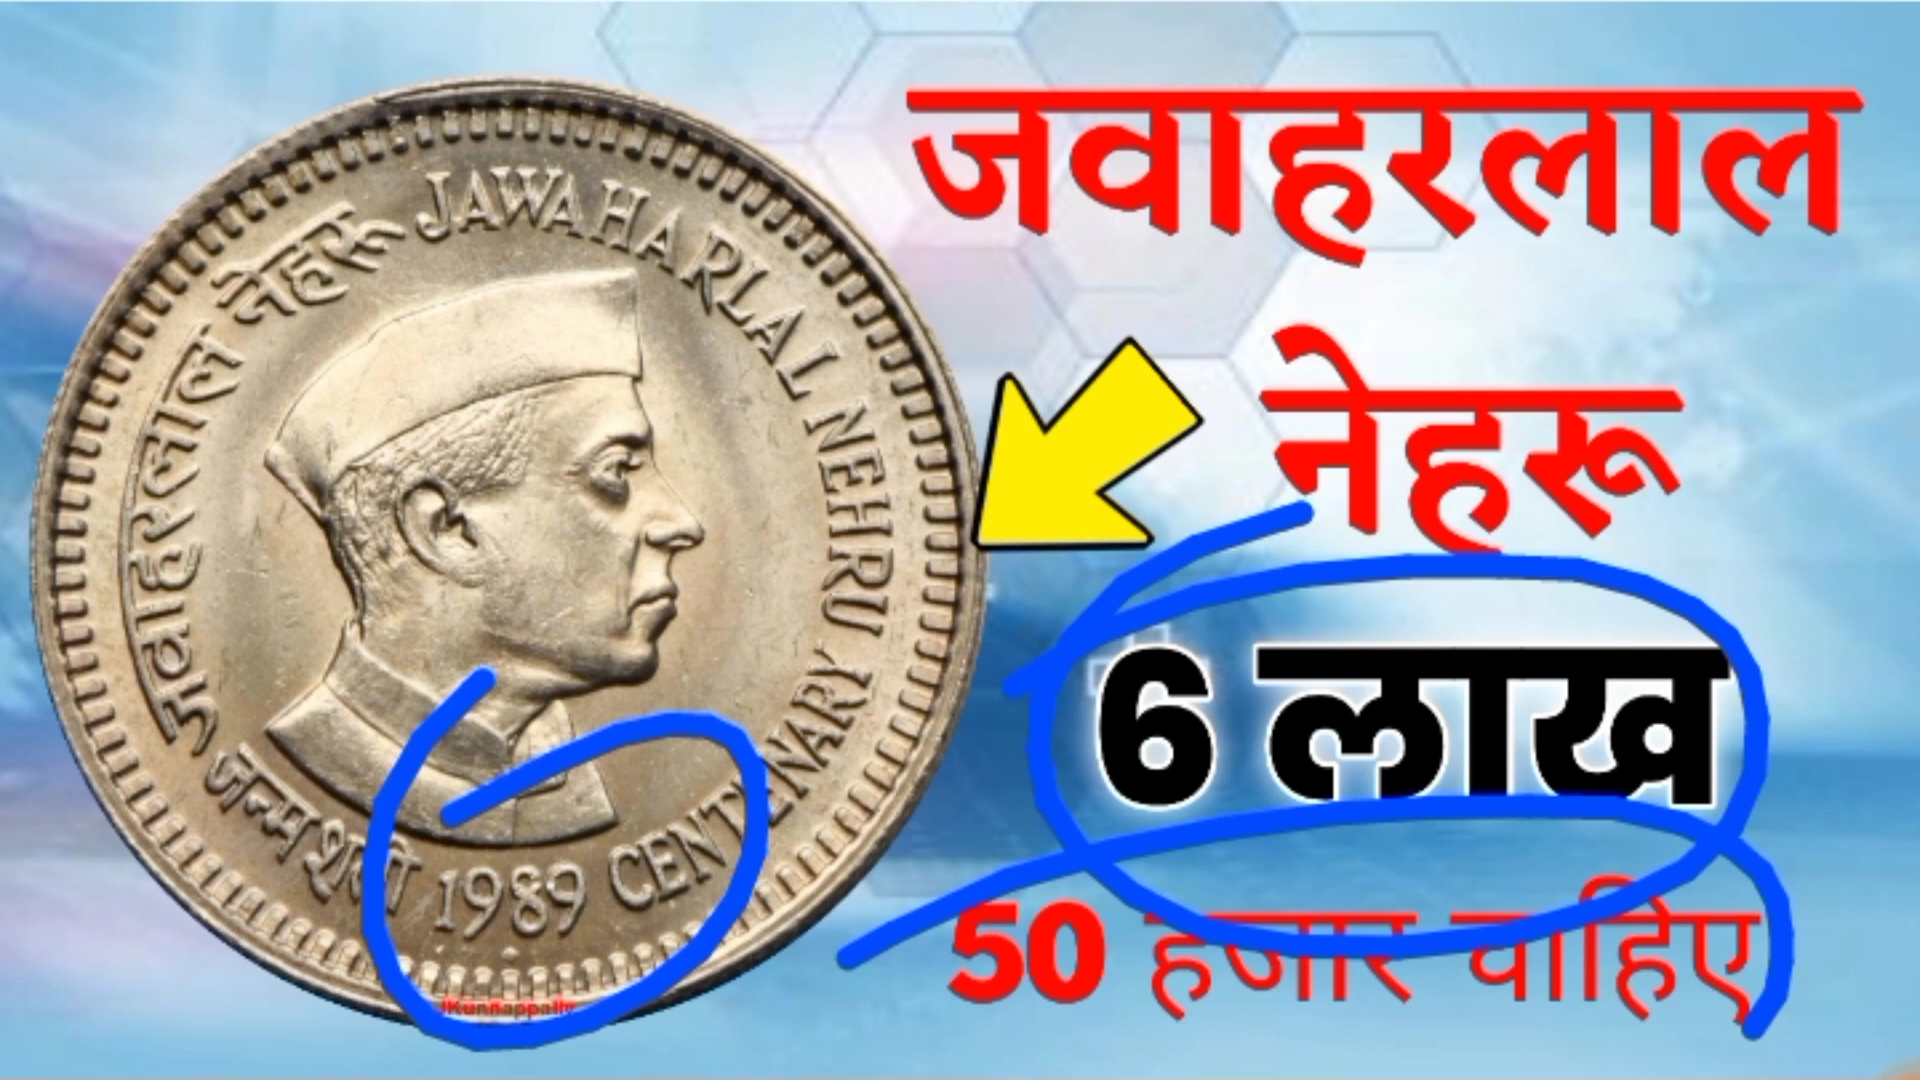 जवाहरलाल नेहरू JAWAHARLAL NEHRU
जन्म शती 1989 CENTENARY
जवाहरलाल
नेहरू
6 लाख
50 हजार चाहिए